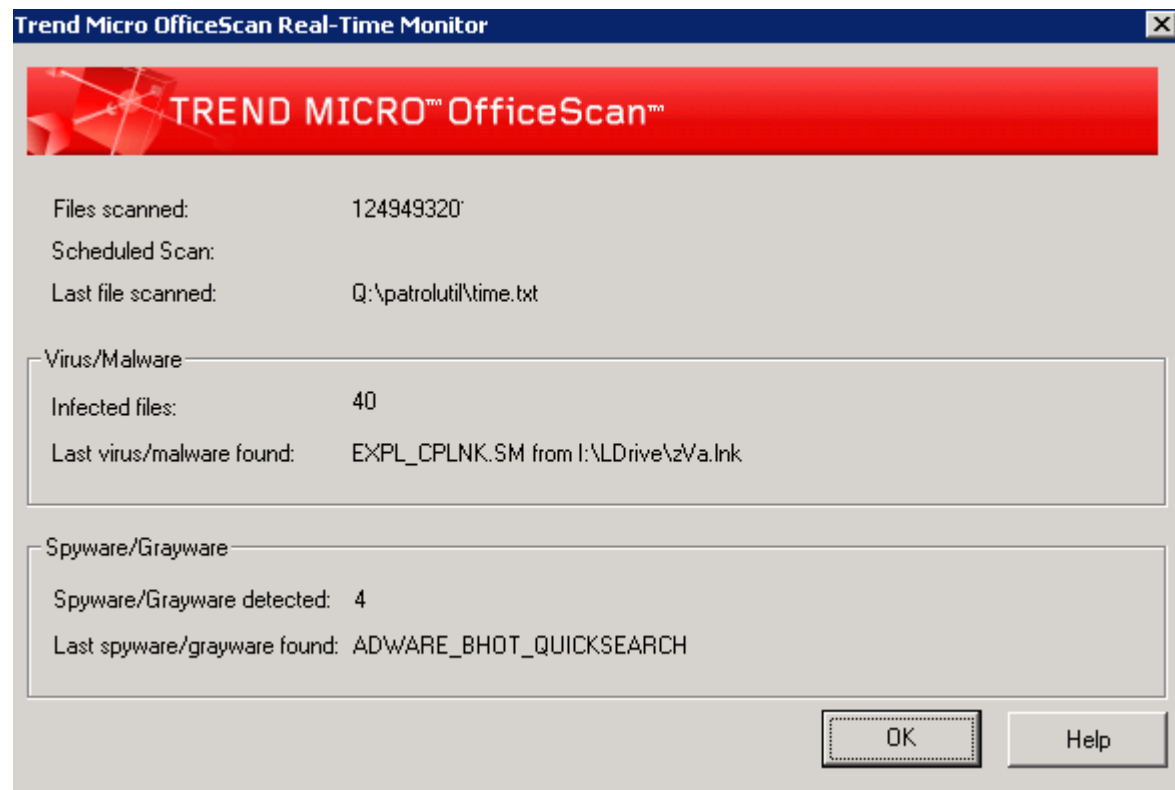 Trend Micro OfficeScan Real-Time Monitor
TREND MICRO™ OfficeScan™
Files scanned: 124949320
Scheduled Scan:
Last file scanned: Q:\patrolutil\time.txt
Virus/Malware
Infected files: 40
Last virus/malware found: EXPL_CPLNK.SM from I:\LDrive\zVa.lnk
Spyware/Grayware
Spyware/Grayware detected: 4
Last spyware/grayware found: ADWARE_BHOT_QUICKSEARCH
OK Help